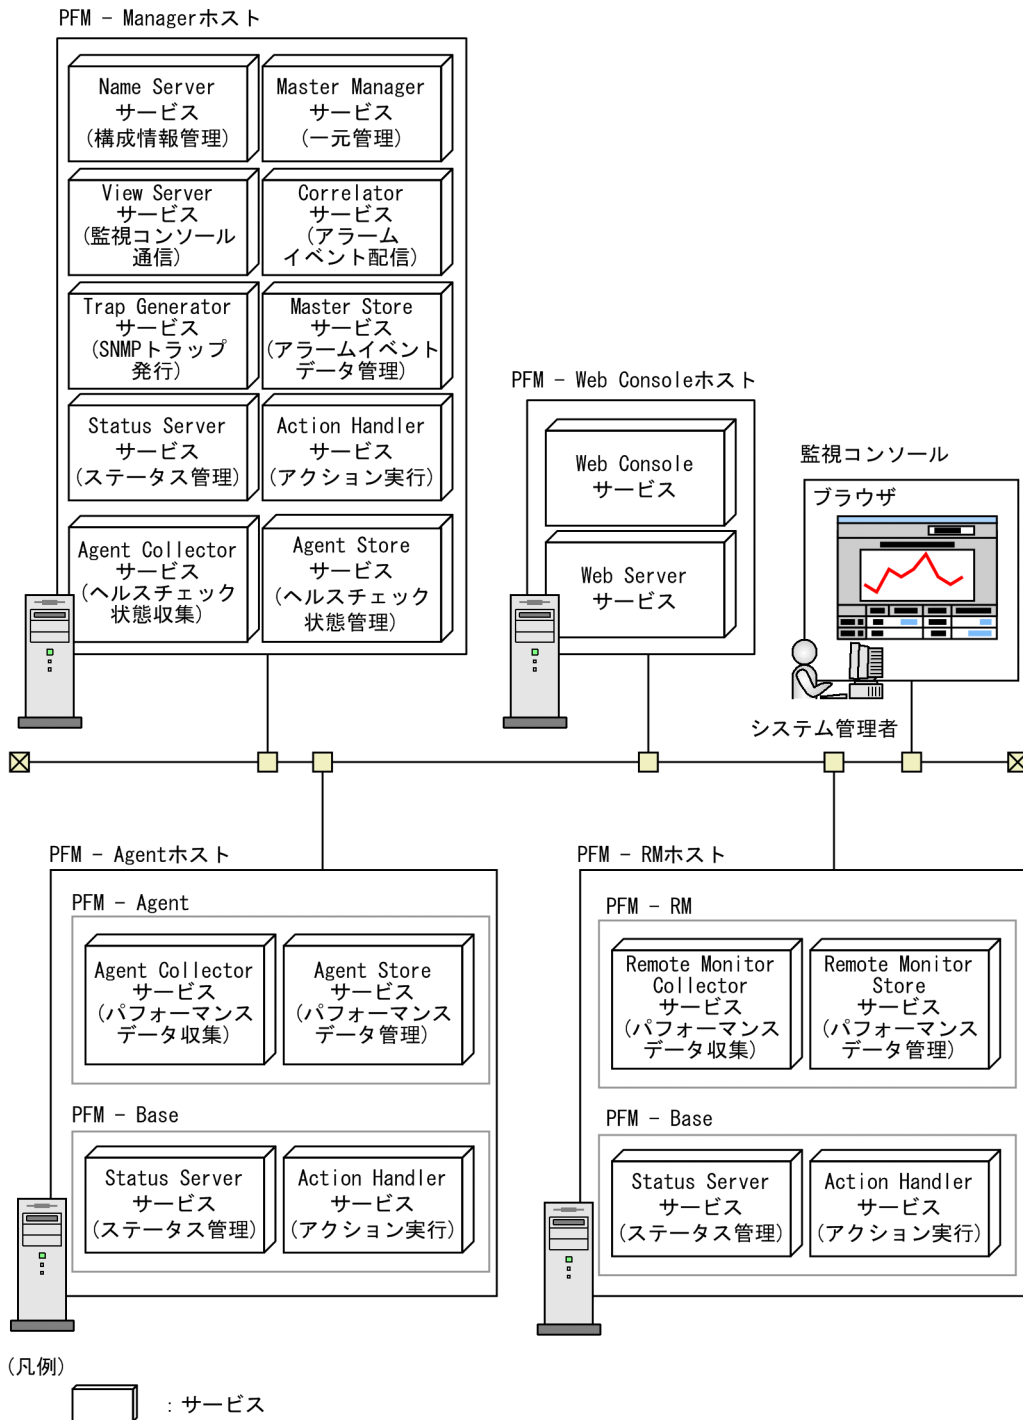 PFM － Managerホスト
Name Server
サービス
(構成情報管理)
Master Manager
サービス
(一元管理)
View Server
サービス
(監視コンソール
通信)
Correlator
サービス
(アラーム
イベント配信)
Trap Generator
サービス
(SNMPトラップ
発行)
Master Store
サービス
(アラームイベント
データ管理)
Status Server
サービス
(ステータス管理)
Action Handler
サービス
(アクション実行)
Agent Collector
サービス
(ヘルスチェック
状態収集)
Agent Store
サービス
(ヘルスチェック
状態管理)
PFM － Web Consoleホスト
Web Console
サービス
Web Server
サービス
監視コンソール
ブラウザ
システム管理者
PFM － Agentホスト
PFM － Agent
Agent Collector
サービス
(パフォーマンス
データ収集)
Agent Store
サービス
(パフォーマンス
データ管理)
PFM － Base
Status Server
サービス
(ステータス管理)
Action Handler
サービス
(アクション実行)
PFM － RMホスト
PFM － RM
Remote Monitor
Collector
サービス
(パフォーマンス
データ収集)
Remote Monitor
Store
サービス
(パフォーマンス
データ管理)
PFM － Base
Status Server
サービス
(ステータス管理)
Action Handler
サービス
(アクション実行)
(凡例)
：サービス